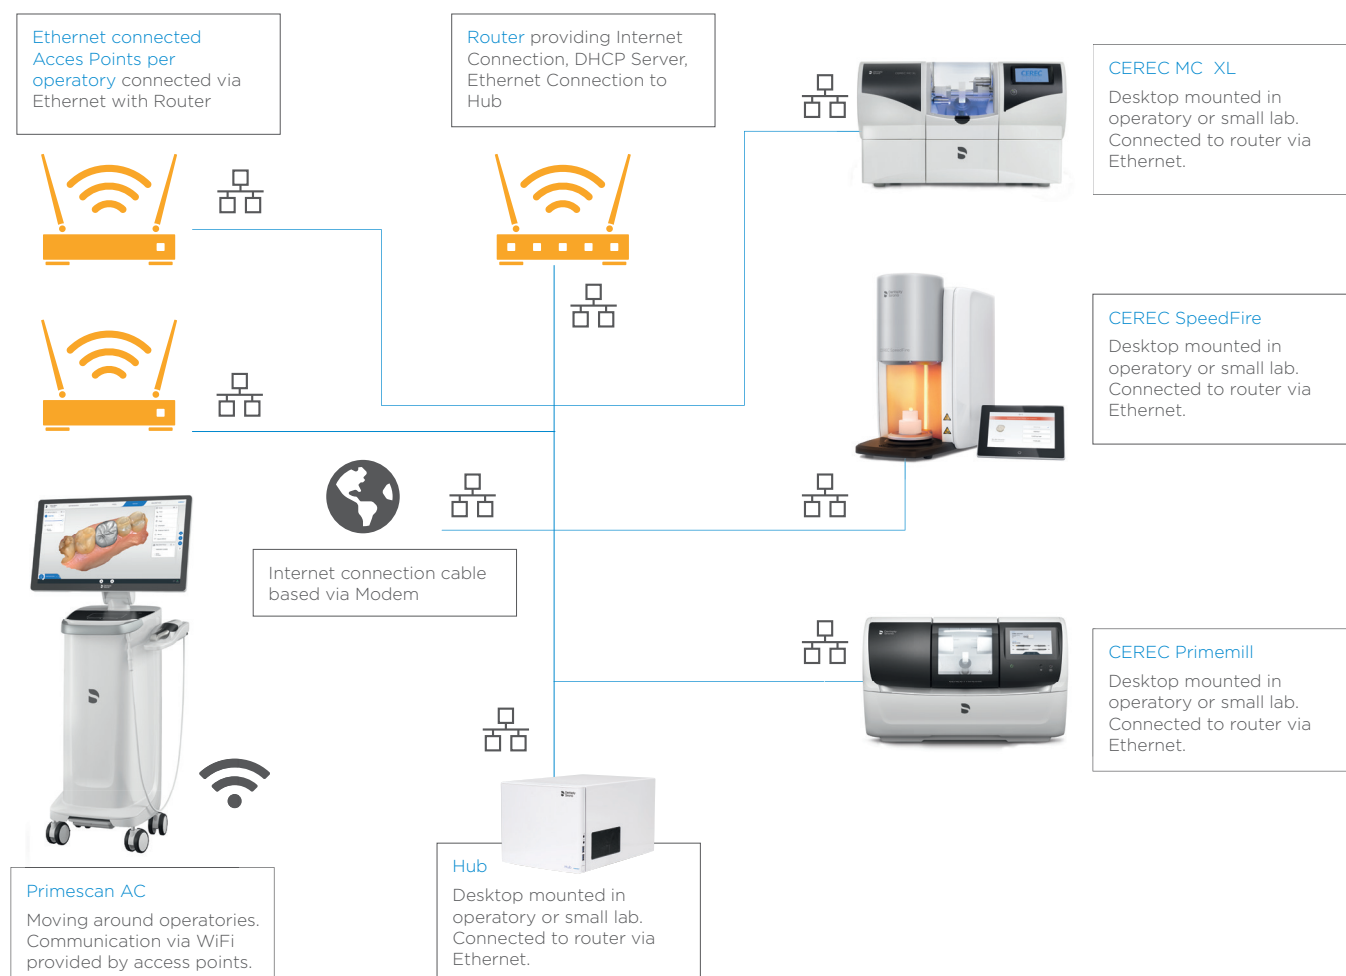 Ethernet connected
Acces Points per
operatory connected via
Ethernet with Router
Router providing Internet
Connection, DHCP Server,
Ethernet Connection to
Hub
CEREC
CEREC MC XL
Desktop mounted in
operatory or small lab.
Connected to router via
Ethernet.
CEREC SpeedFire
Desktop mounted in
operatory or small lab.
Connected to router via
Ethernet.
Internet connection cable
based via Modem
CEREC Primemill
Desktop mounted in
operatory or small lab.
Connected to router via
Ethernet.
Primescan AC
Moving around operatories.
Communication via WiFi
provided by access points.
Dentsply
Sirona
Hub
Desktop mounted in
operatory or small lab.
Connected to router via
Ethernet.